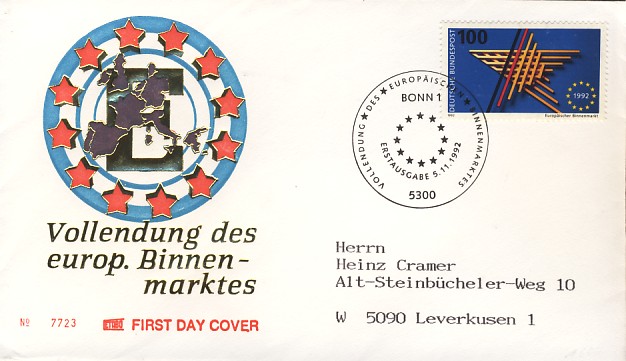 E
Vollendung des
europ. Binnen-
marktes
Nº 7723
FIRST DAY COVER
VOLLENDUNG ★ DES ★ EUROPÄISCHEN ★ BINNENMARKTES
BONN 1
ERSTAUSGABE 5.11.1992
5300
100
DEUTSCHE BUNDESPOST
1992
Europäischer Binnenmarkt
Herrn
Heinz Cramer
Alt-Steinbücheler-Weg 10
W 5090 Leverkusen 1